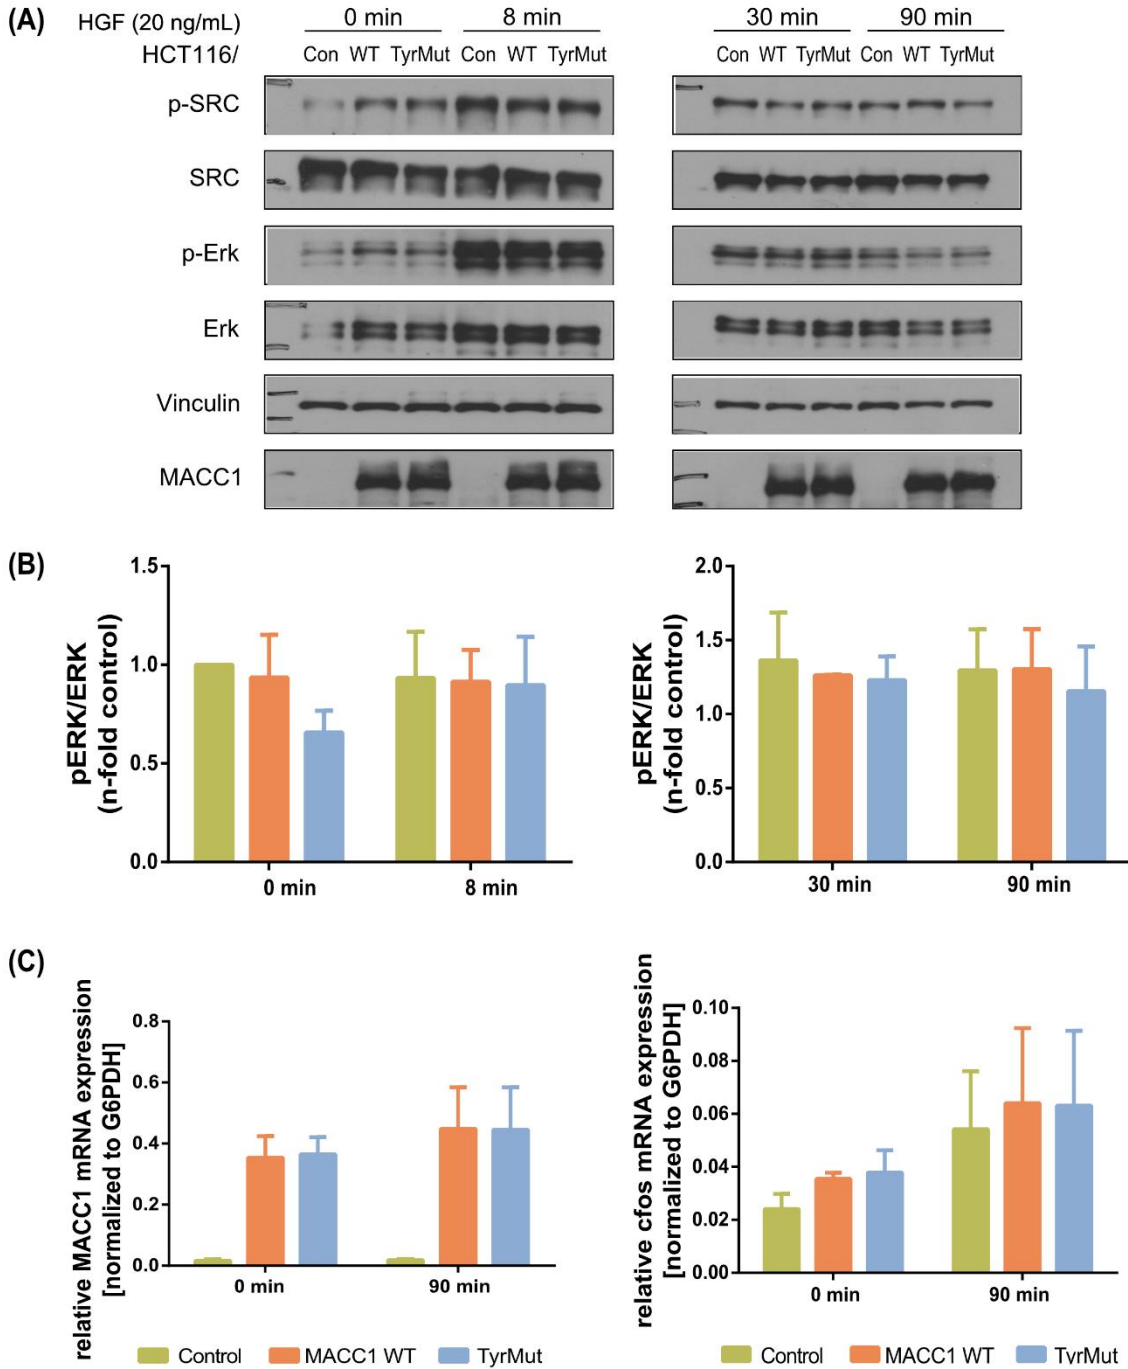 (A)
HGF (20 ng/mL) 0 min 8 min 30 min 90 min
HCT116/ Con WT TyrMut Con WT TyrMut Con WT TyrMut Con WT TyrMut
p-SRC
SRC
p-Erk
Erk
Vinculin
MACC1
(B)
pERK/ERK
(n-fold control)
1.5
1.0
0.5
0.0
0 min 8 min
pERK/ERK
(n-fold control)
2.0
1.5
1.0
0.5
0.0
30 min 90 min
(C)
relative MACC1 mRNA expression
[normalized to G6PDH]
0.8
0.6
0.4
0.2
0.0
0 min 90 min
Control MACC1 WT TyrMut
relative cfos mRNA expression
[normalized to G6PDH]
0.10
0.08
0.06
0.04
0.02
0.00
0 min 90 min
Control MACC1 WT TyrMut